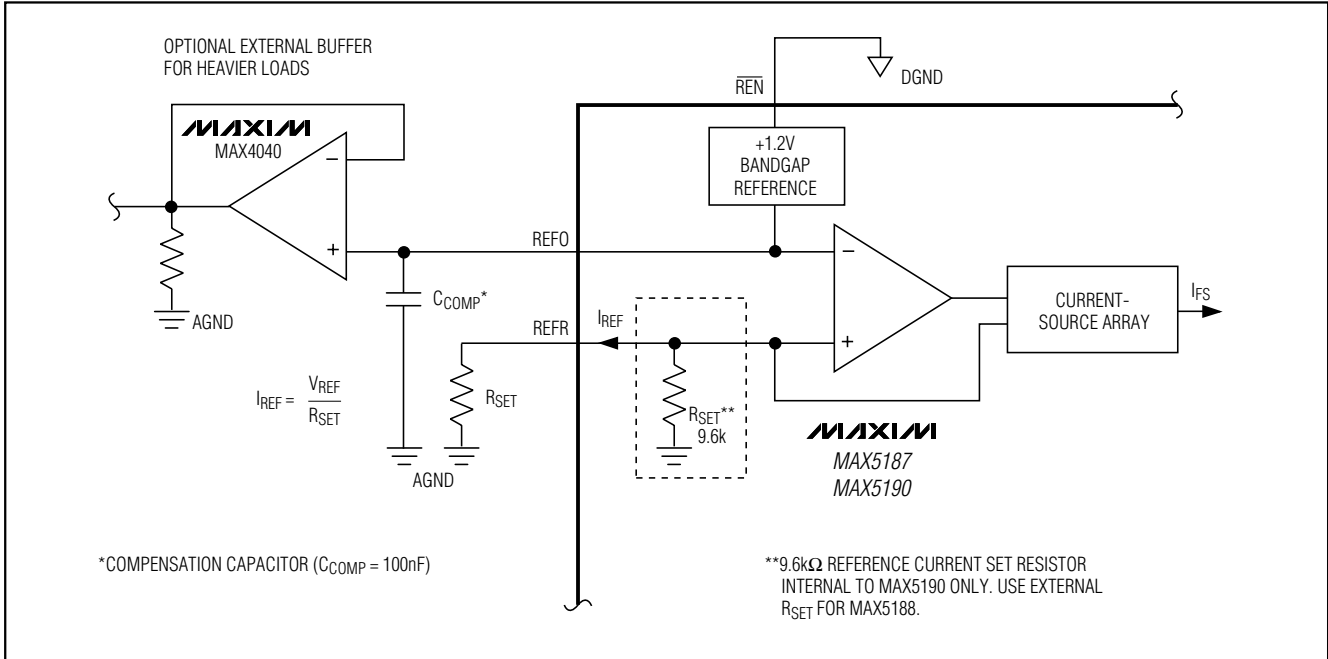 OPTIONAL EXTERNAL BUFFER
FOR HEAVIER LOADS
MAXIM
MAX4040
−
+
REN
DGND
+1.2V
BANDGAP
REFERENCE
REFO
−
+
CCOMP*
AGND
REFR
IREF
RSET
RSET**
9.6k
CURRENT-
SOURCE ARRAY
IFS
IREF = VREF
RSET
AGND
MAXIM
MAX5187
MAX5190
*COMPENSATION CAPACITOR (CCOMP = 100nF)
**9.6kΩ REFERENCE CURRENT SET RESISTOR
INTERNAL TO MAX5190 ONLY. USE EXTERNAL
RSET FOR MAX5188.